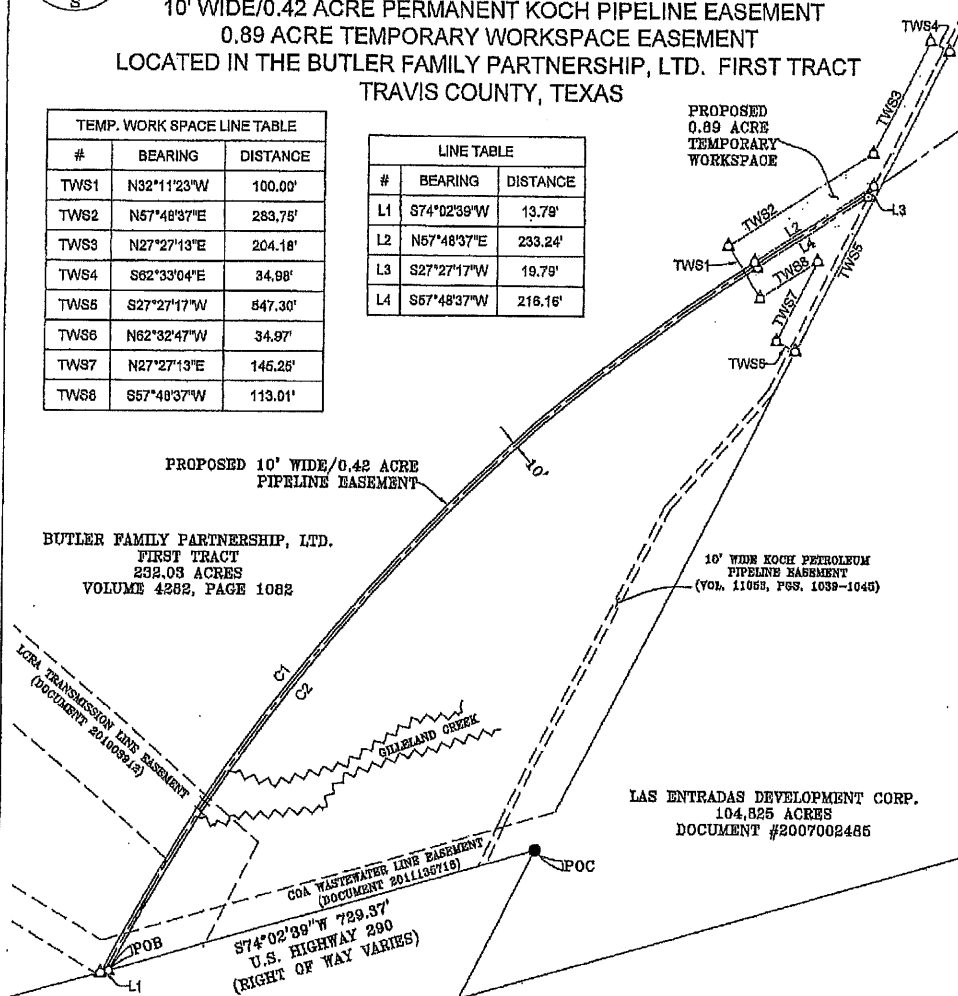 S
10' WIDE/0.42 ACRE PERMANENT KOCH PIPELINE EASEMENT
0.89 ACRE TEMPORARY WORKSPACE EASEMENT
LOCATED IN THE BUTLER FAMILY PARTNERSHIP, LTD. FIRST TRACT
TRAVIS COUNTY, TEXAS
TEMP. WORK SPACE LINE TABLE
# BEARING DISTANCE
TWS1 N32°11'23"W 100.00'
TWS2 N57°48'37"E 283.75'
TWS3 N27°27'13"E 204.18'
TWS4 S62°33'04"E 34.98'
TWS5 S27°27'17"W 547.30'
TWS6 N62°32'47"W 34.97'
TWS7 N27°27'13"E 145.25'
TWS8 S57°48'37"W 113.01'
LINE TABLE
# BEARING DISTANCE
L1 S74°02'39"W 13.79'
L2 N57°48'37"E 233.24'
L3 S27°27'17"W 19.79'
L4 S57°48'37"W 216.16'
PROPOSED
0.89 ACRE
TEMPORARY
WORKSPACE
TWS4
TWS3
TWS2
L3
L2
L4
TWS1
TWS8
TWS5
TWS7
TWS6
10'
PROPOSED 10' WIDE/0.42 ACRE
PIPELINE EASEMENT
BUTLER FAMILY PARTNERSHIP, LTD.
FIRST TRACT
232.03 ACRES
VOLUME 4282, PAGE 1082
10' WIDE KOCH PETROLEUM
PIPELINE EASEMENT
(VOL. 11053, PGS. 1039-1045)
LCRA TRANSMISSION LINE EASEMENT
(DOCUMENT 201003912)
C1
C2
GILLELAND CREEK
LAS ENTRADAS DEVELOPMENT CORP.
104,825 ACRES
DOCUMENT #2007002485
COA WASTEWATER LINE EASEMENT
(DOCUMENT 2011135716)
POC
S74°02'39"W 729.37'
U.S. HIGHWAY 290
(RIGHT OF WAY VARIES)
POB
L1